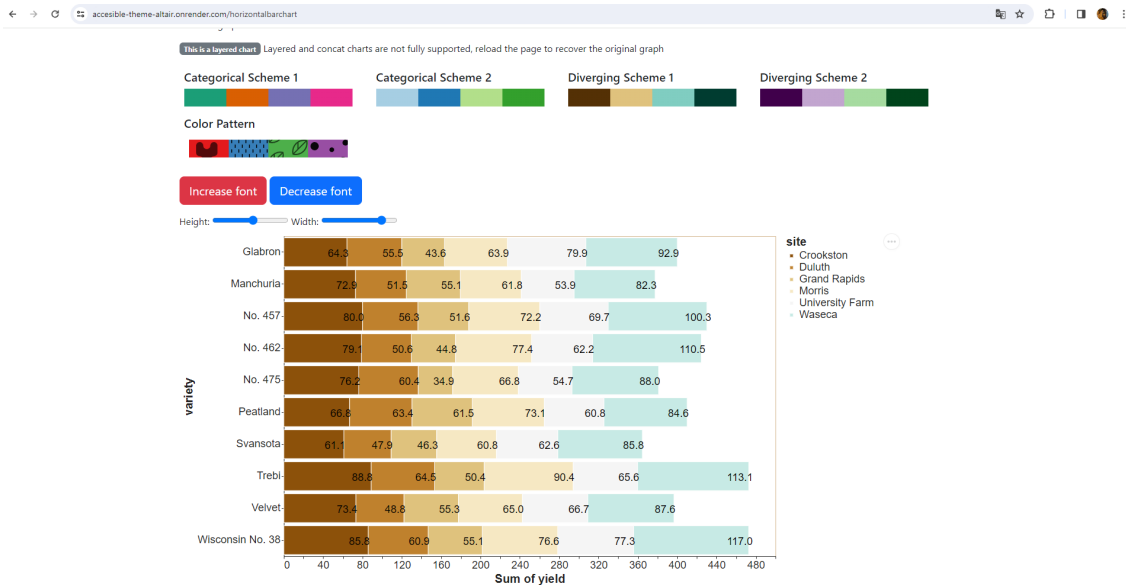 accesible-theme-altair.onrender.com/horizontalbarchart
This is a layered chart Layered and concat charts are not fully supported, reload the page to recover the original graph
Categorical Scheme 1 Categorical Scheme 2 Diverging Scheme 1 Diverging Scheme 2
Color Pattern
Increase font Decrease font
Height: Width:
site
Crookston
Duluth
Grand Rapids
Morris
University Farm
Waseca
variety
Glabron 64.3 55.5 43.6 63.9 79.9 92.9
Manchuria 72.9 51.5 55.1 61.8 53.9 82.3
No. 457 80.0 56.3 51.6 72.2 69.7 100.3
No. 462 79.1 50.6 44.8 77.4 62.2 110.5
No. 475 76.2 60.4 34.9 66.8 54.7 88.0
Peatland 66.8 63.4 61.5 73.1 60.8 84.6
Svansota 61.1 47.9 46.3 60.8 62.6 85.8
Trebi 88.8 64.5 50.4 90.4 65.6 113.1
Velvet 73.4 48.8 55.3 65.0 66.7 87.6
Wisconsin No. 38 85.8 60.9 55.1 76.6 77.3 117.0
0 40 80 120 160 200 240 280 320 360 400 440 480
Sum of yield